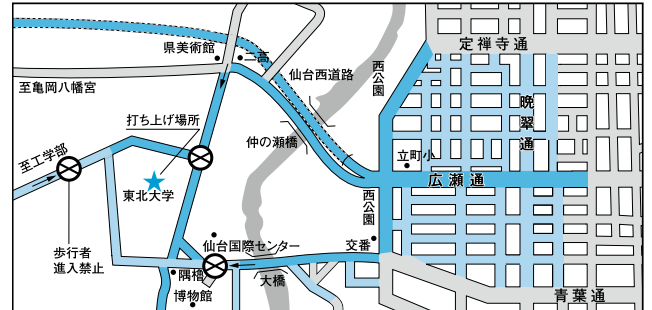 県美術館
二高
定禅寺通
西公園
仙台西道路
至亀岡八幡宮
晩翠通
打ち上げ場所
仲の瀬橋
立町小
至工学部
広瀬通
東北大学
西公園
歩行者
進入禁止
仙台国際センター
交番
隅櫓
大橋
博物館
青葉通